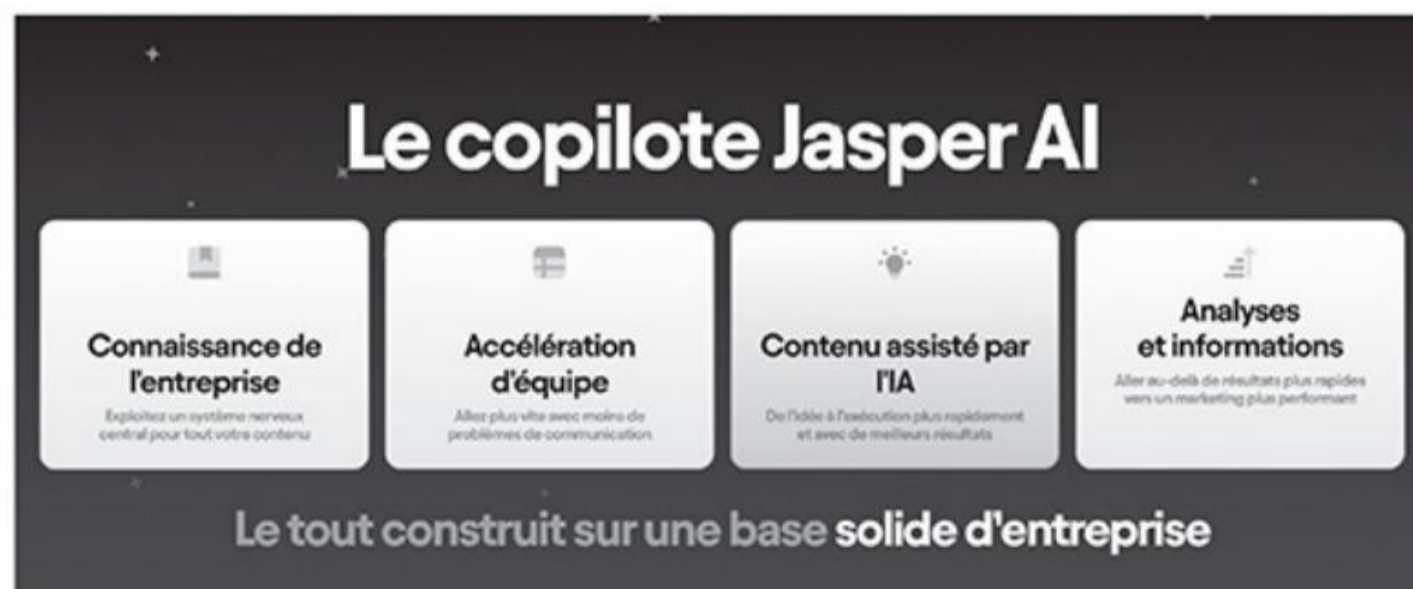 Le copilote Jasper AI
Connaissance de
l'entreprise
Exploitez un système nerveux
central pour tout votre contenu
Accélération
d'équipe
Allez plus vite avec moins de
problèmes de communication
Contenu assisté par
l'IA
De l'idée à l'exécution plus rapidement
et avec de meilleurs résultats
Analyses
et informations
Aller au-delà de résultats plus rapides
vers un marketing plus performant
Le tout construit sur une base solide d'entreprise